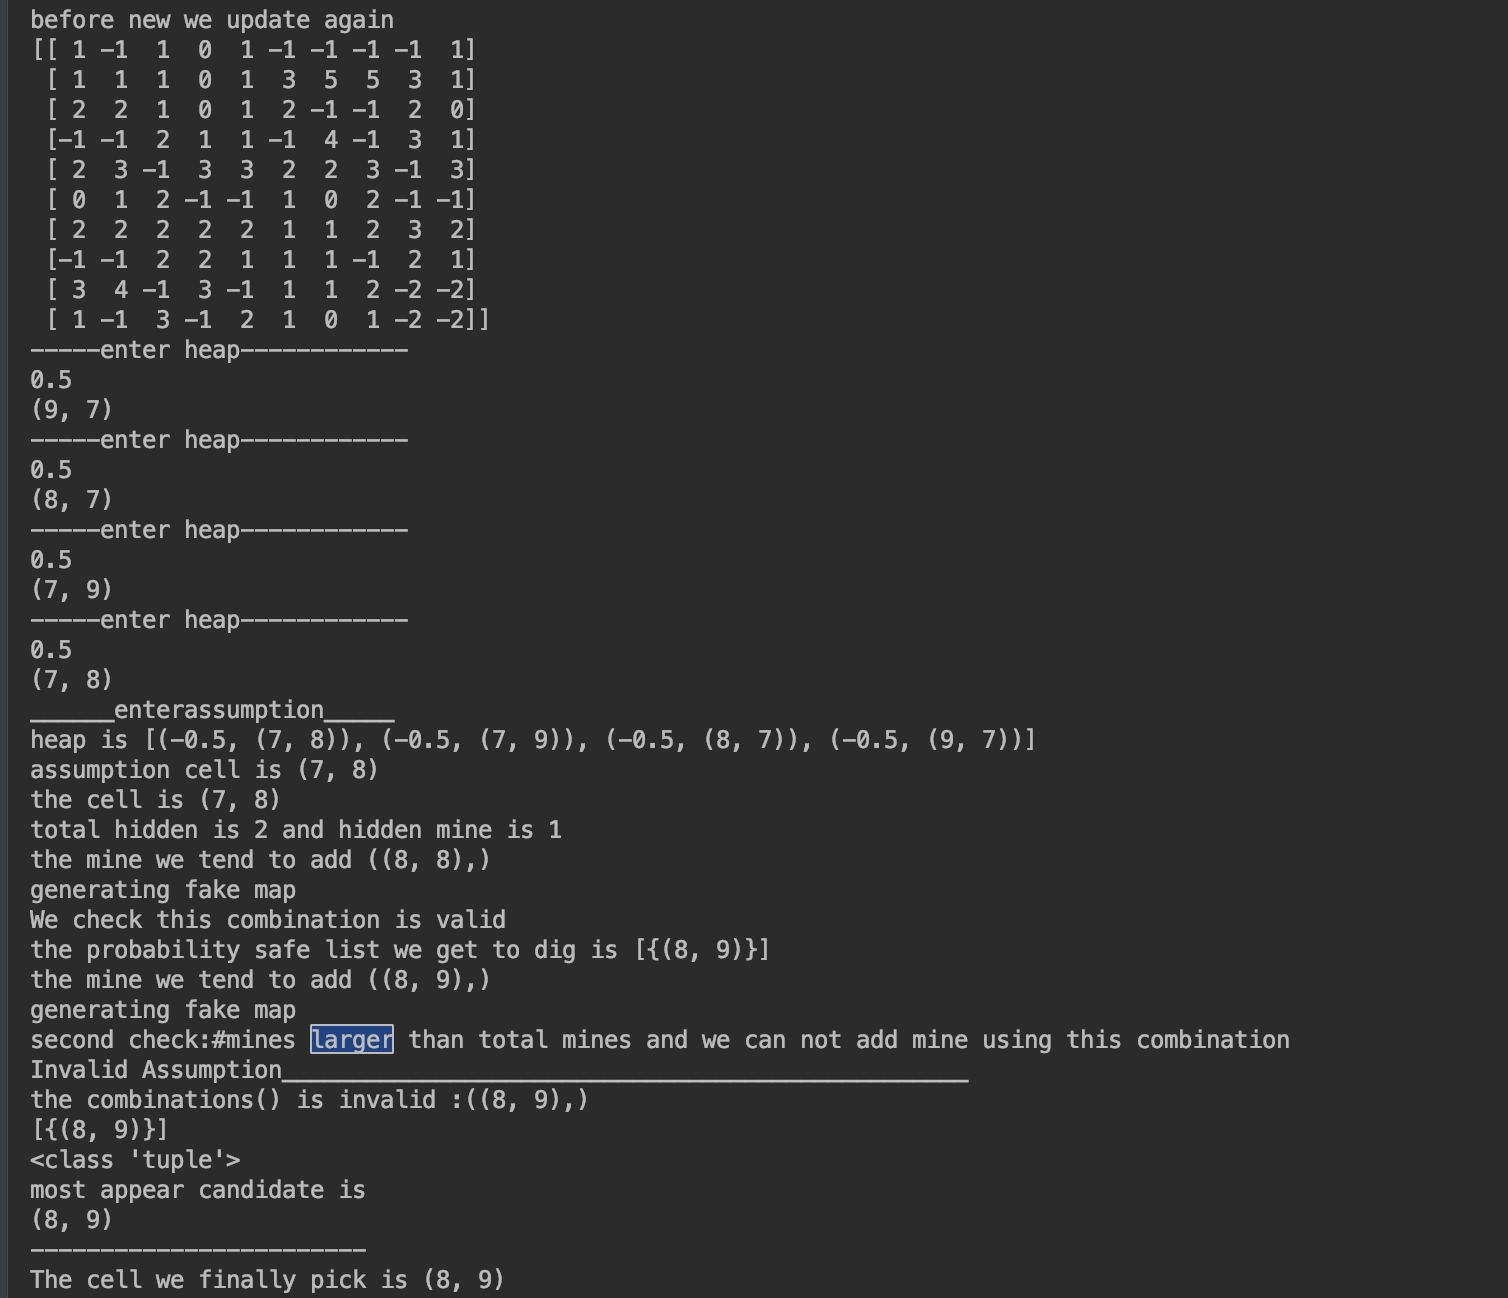 before new we update again
[[ 1 -1  1  0  1 -1 -1 -1 -1  1]
 [ 1  1  1  0  1  3  5  5  3  1]
 [ 2  2  1  0  1  2 -1 -1  2  0]
 [-1 -1  2  1  1 -1  4 -1  3  1]
 [ 2  3 -1  3  3  2  2  3 -1  3]
 [ 0  1  2 -1 -1  1  0  2 -1 -1]
 [ 2  2  2  2  2  1  1  2  3  2]
 [-1 -1  2  2  1  1  1 -1  2  1]
 [ 3  4 -1  3 -1  1  1  2 -2 -2]
 [ 1 -1  3 -1  2  1  0  1 -2 -2]]
-----enter heap------------
0.5
(9, 7)
-----enter heap------------
0.5
(8, 7)
-----enter heap------------
0.5
(7, 9)
-----enter heap------------
0.5
(7, 8)
______enterassumption_____
heap is [(-0.5, (7, 8)), (-0.5, (7, 9)), (-0.5, (8, 7)), (-0.5, (9, 7))]
assumption cell is (7, 8)
the cell is (7, 8)
total hidden is 2 and hidden mine is 1
the mine we tend to add ((8, 8),)
generating fake map
We check this combination is valid
the probability safe list we get to dig is [{(8, 9)}]
the mine we tend to add ((8, 9),)
generating fake map
second check:#mines larger than total mines and we can not add mine using this combination
Invalid Assumption_________________________________________________
the combinations() is invalid :((8, 9),)
[{(8, 9)}]
<class 'tuple'>
most appear candidate is
(8, 9)
------------------------
The cell we finally pick is (8, 9)